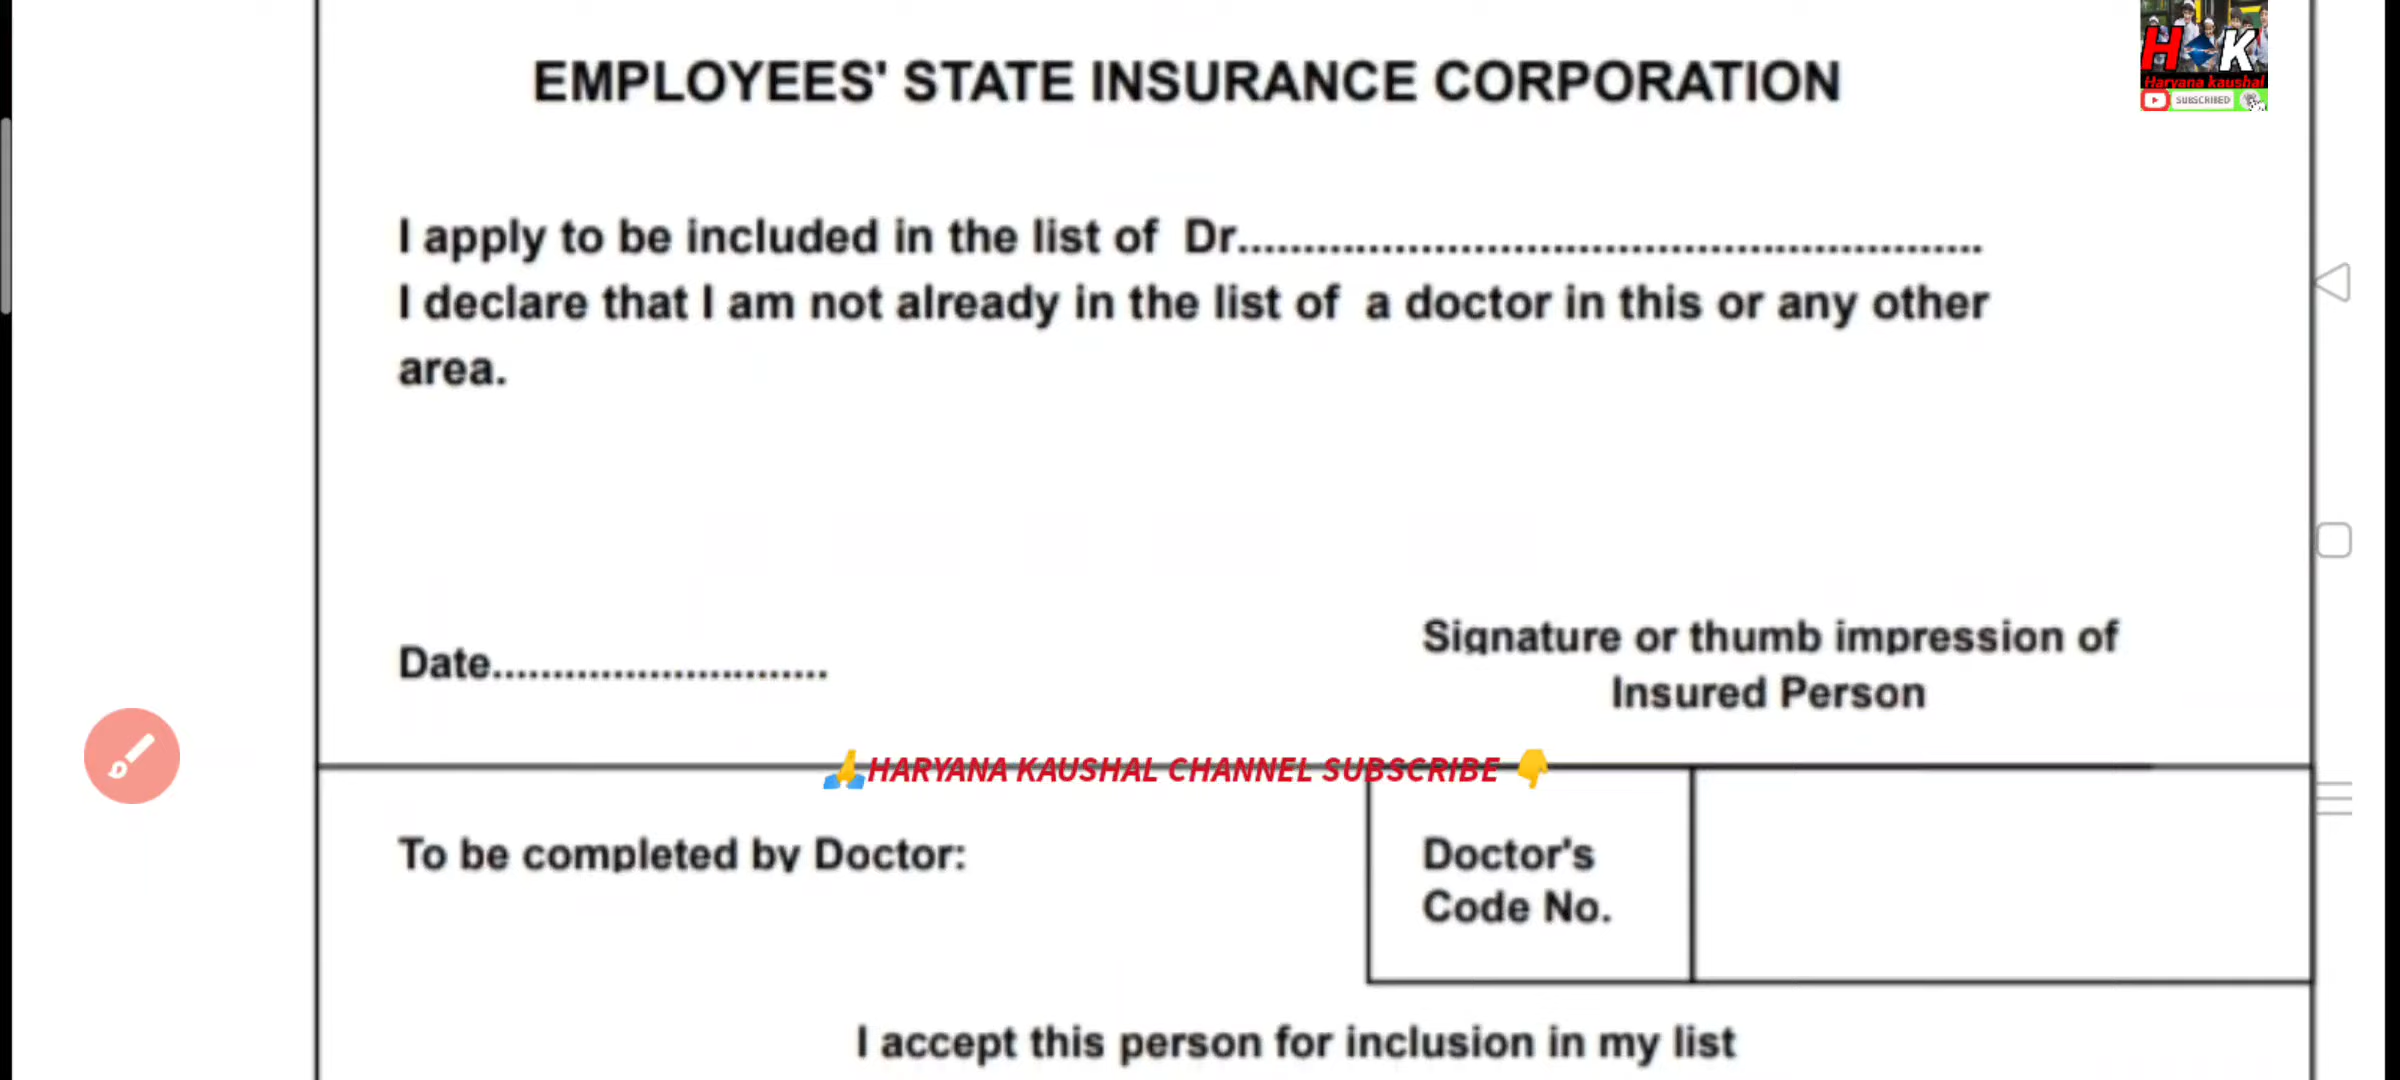 EMPLOYEES' STATE INSURANCE CORPORATION
H K
Haryana kaushal
SUBSCRIBED
I apply to be included in the list of Dr.........................................................
I declare that I am not already in the list of a doctor in this or any other
area.
Signature or thumb impression of
Date............................
Insured Person
🙏HARYANA KAUSHAL CHANNEL SUBSCRIBE 👇
To be completed by Doctor:
Doctor's
Code No.
I accept this person for inclusion in my list